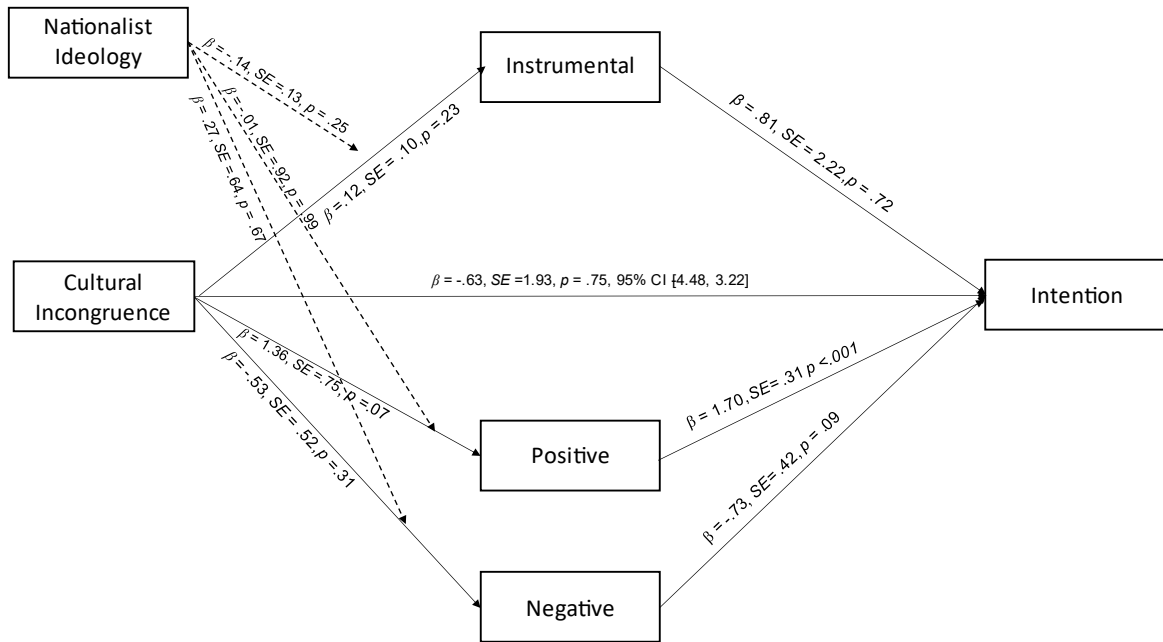 Nationalist
Ideology
Instrumental
β = -.14, SE =.13, p = .25
β = .01, SE =.92, p = .99
β = .27, SE =.64, p = .67
β =.12, SE = .10, p =.23
β = .81, SE = 2.22, p = .72
Cultural
Incongruence
β = -.63, SE =1.93, p = .75, 95% CI [-4.48, 3.22]
Intention
β = 1.36, SE =.75, p =.07
β = -.53, SE = .52, p =.31
β = 1.70, SE= .31 p <.001
Positive
β = -.73, SE= .42, p = .09
Negative